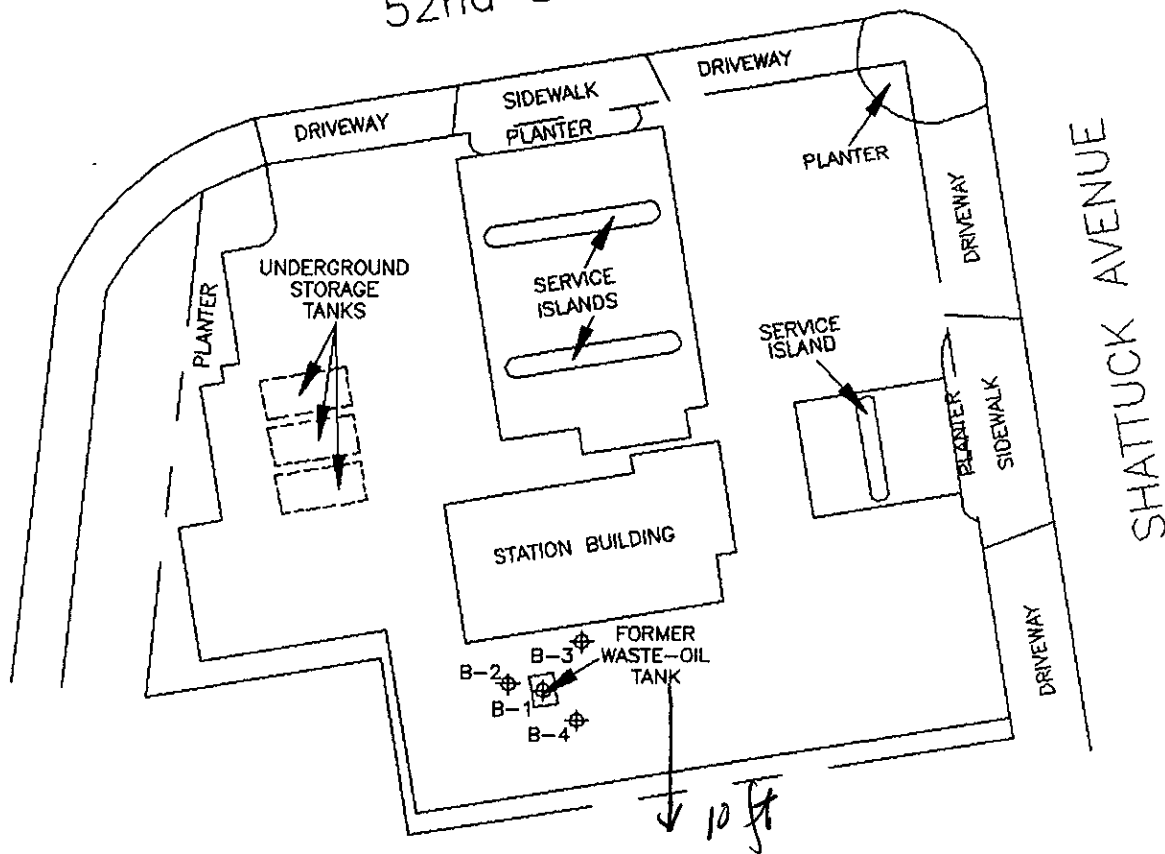 52nd
DRIVEWAY
SIDEWALK
PLANTER
DRIVEWAY
PLANTER
DRIVEWAY
SHATTUCK AVENUE
UNDERGROUND
STORAGE
TANKS
PLANTER
SERVICE
ISLANDS
SERVICE
ISLAND
PLANTER
SIDEWALK
STATION BUILDING
DRIVEWAY
FORMER
WASTE-OIL
TANK
B-3
B-2
B-1
B-4
10 ft